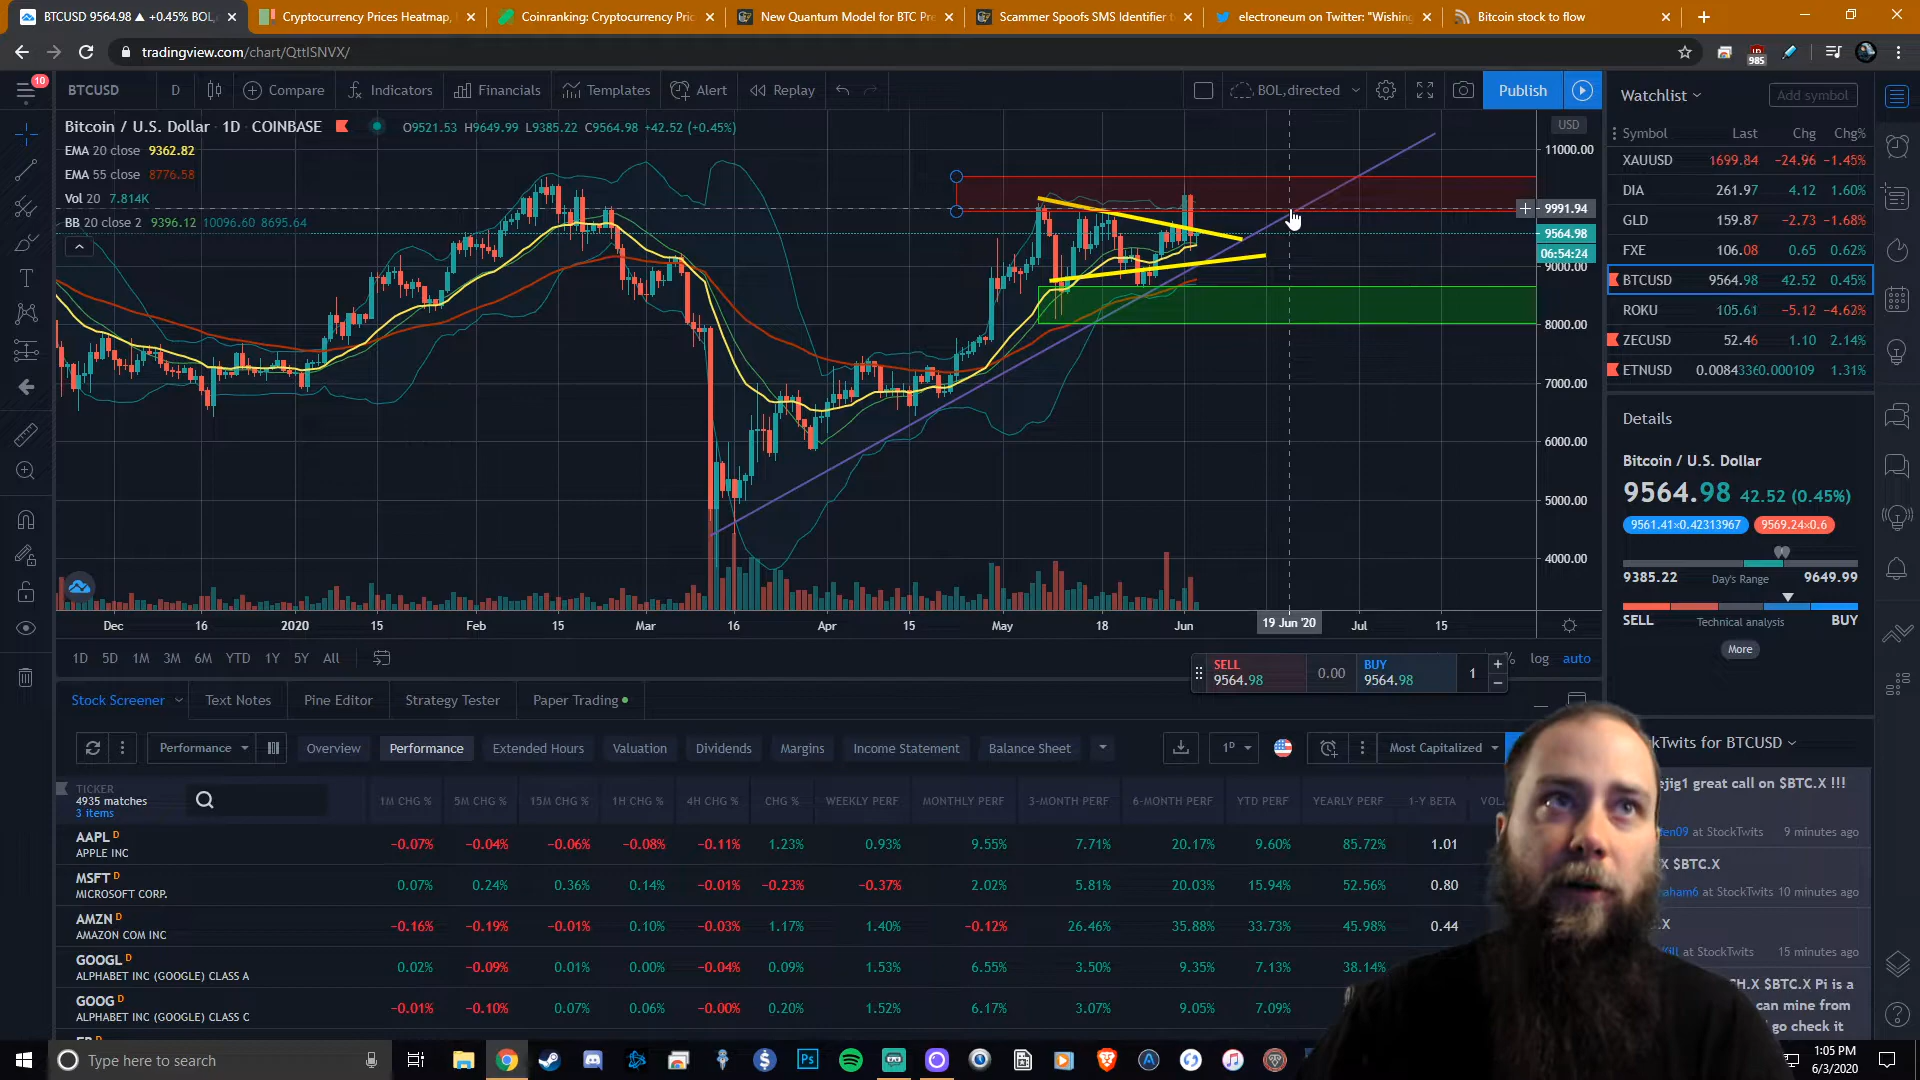 BTCUSD 9564.98 ▲ +0.45% BOL,
Cryptocurrency Prices Heatmap,
Coinranking: Cryptocurrency Pric
New Quantum Model for BTC Pr
Scammer Spoofs SMS Identifier t
electroneum on Twitter: "Wishing
Bitcoin stock to flow
tradingview.com/chart/QttISNVX/
985
10
BTCUSD D Compare Indicators Financials Templates Alert Replay BOL,directed Publish
Bitcoin / U.S. Dollar · 1D · COINBASE O9521.53 H9649.99 L9385.22 C9564.98 +42.52 (+0.45%)
EMA 20 close 9362.82
EMA 55 close 8776.58
Vol 20 7.814K
BB 20 close 2 9396.12 10096.60 8695.64
USD
11000.00
9991.94
9564.98
06:54:24
9000.00
8000.00
7000.00
6000.00
5000.00
4000.00
Dec 16 2020 15 Feb Mar 16 Apr 15 May 18 Jun 19 Jun '20 Jul 15
1D 5D 1M 3M 6M YTD 1Y 5Y All
% log auto
SELL 9564.98 0.00 BUY 9564.98 1
Watchlist Add symbol
Symbol Last Chg Chg%
XAUUSD 1699.84 −24.96 −1.45%
DIA 261.97 4.12 1.60%
GLD 159.87 −2.73 −1.68%
FXE 106.08 0.65 0.62%
BTCUSD 9564.98 42.52 0.45%
ROKU 105.61 −5.12 −4.62%
ZECUSD 52.46 1.10 2.14%
ETNUSD 0.0084336 0.000109 1.31%
Details
Bitcoin / U.S. Dollar
9564.98 42.52 (0.45%)
9561.41×0.42313967 9569.24×0.6
9385.22 Day's Range 9649.99
SELL Technical analysis BUY
More
Stock Screener Text Notes Pine Editor Strategy Tester Paper Trading
Performance Overview Performance Extended Hours Valuation Dividends Margins Income Statement Balance Sheet 1D Most Capitalized
TICKER
4935 matches
3 items
1M CHG % 5M CHG % 15M CHG % 1H CHG % 4H CHG % CHG % WEEKLY PERF MONTHLY PERF 3-MONTH PERF 6-MONTH PERF YTD PERF YEARLY PERF 1-Y BETA
AAPL D −0.07% −0.04% −0.06% −0.08% −0.11% 1.23% 0.93% 9.55% 7.71% 20.17% 9.60% 85.72% 1.01
APPLE INC
MSFT D 0.07% 0.24% 0.36% 0.14% −0.01% −0.23% −0.37% 2.02% 5.81% 20.03% 15.94% 52.56% 0.80
MICROSOFT CORP.
AMZN D −0.16% −0.19% −0.01% 0.10% −0.03% 1.17% 1.40% −0.12% 26.46% 35.88% 33.73% 45.98% 0.44
AMAZON COM INC
GOOGL D 0.02% −0.09% 0.01% 0.00% −0.04% 0.09% 1.53% 6.55% 3.50% 9.35% 7.13% 38.14%
ALPHABET INC (GOOGLE) CLASS A
GOOG D −0.01% −0.10% 0.07% 0.06% −0.00% 0.20% 1.52% 6.17% 3.07% 9.05% 7.09%
ALPHABET INC (GOOGLE) CLASS C
kTwits for BTCUSD
ejig1 great call on $BTC.X !!!
en09 at StockTwits 9 minutes ago
X $BTC.X
raham6 at StockTwits 10 minutes ago
.X
at StockTwits 15 minutes ago
H.X $BTC.X Pi is a
can mine from
go check it
Type here to search
Ps
1:05 PM
6/3/2020